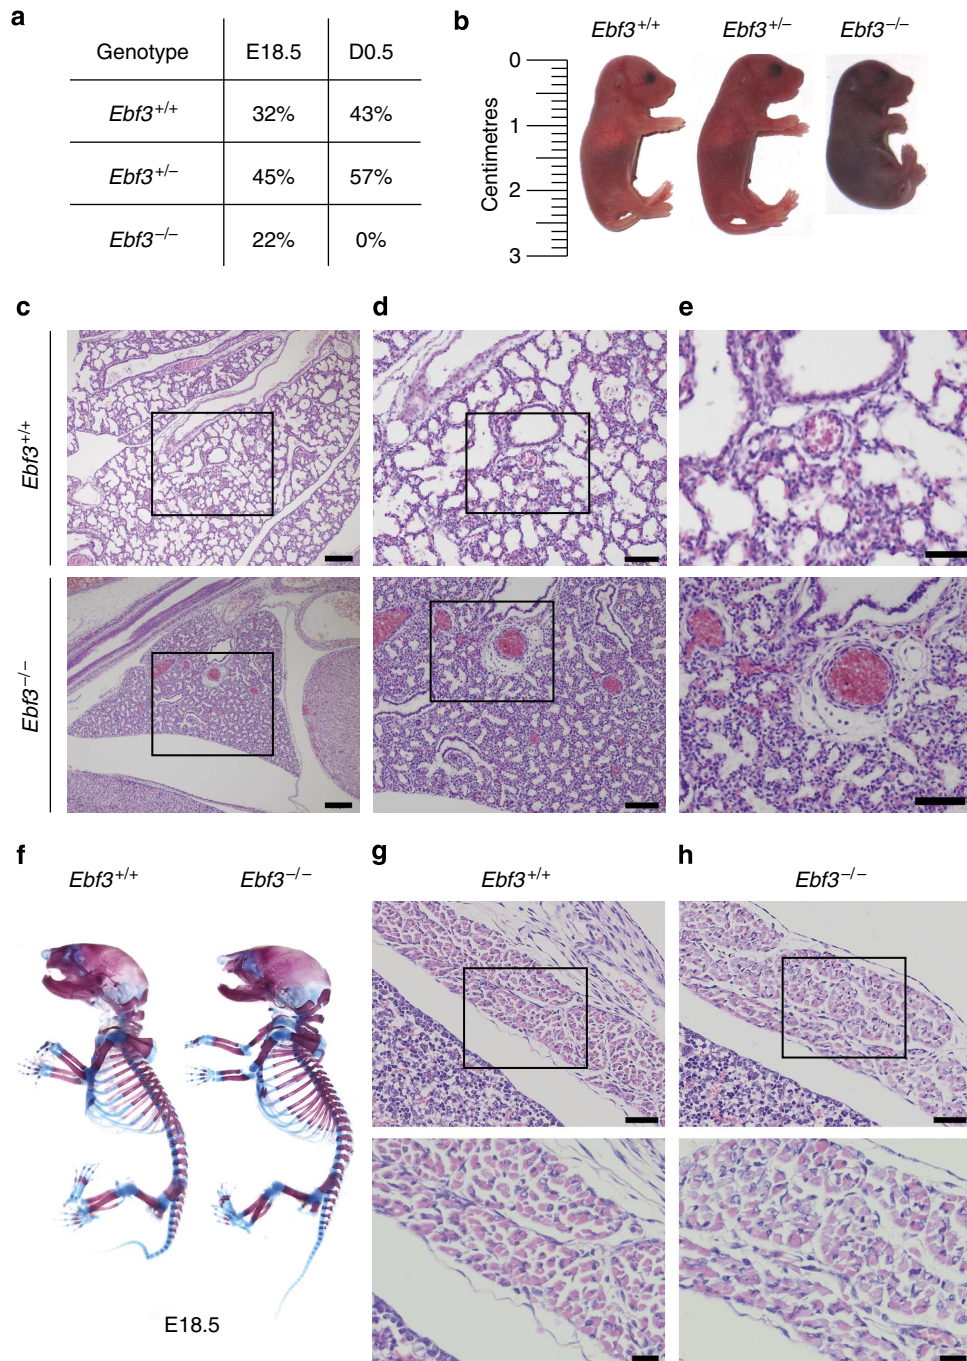 a
Genotype E18.5 D0.5
Ebf3+/+ 32% 43%
Ebf3+/– 45% 57%
Ebf3–/– 22% 0%
b
Ebf3+/+ Ebf3+/– Ebf3–/–
Centimetres
0
1
2
3
c d e
Ebf3+/+
Ebf3–/–
f g h
Ebf3+/+ Ebf3–/– Ebf3+/+ Ebf3–/–
E18.5